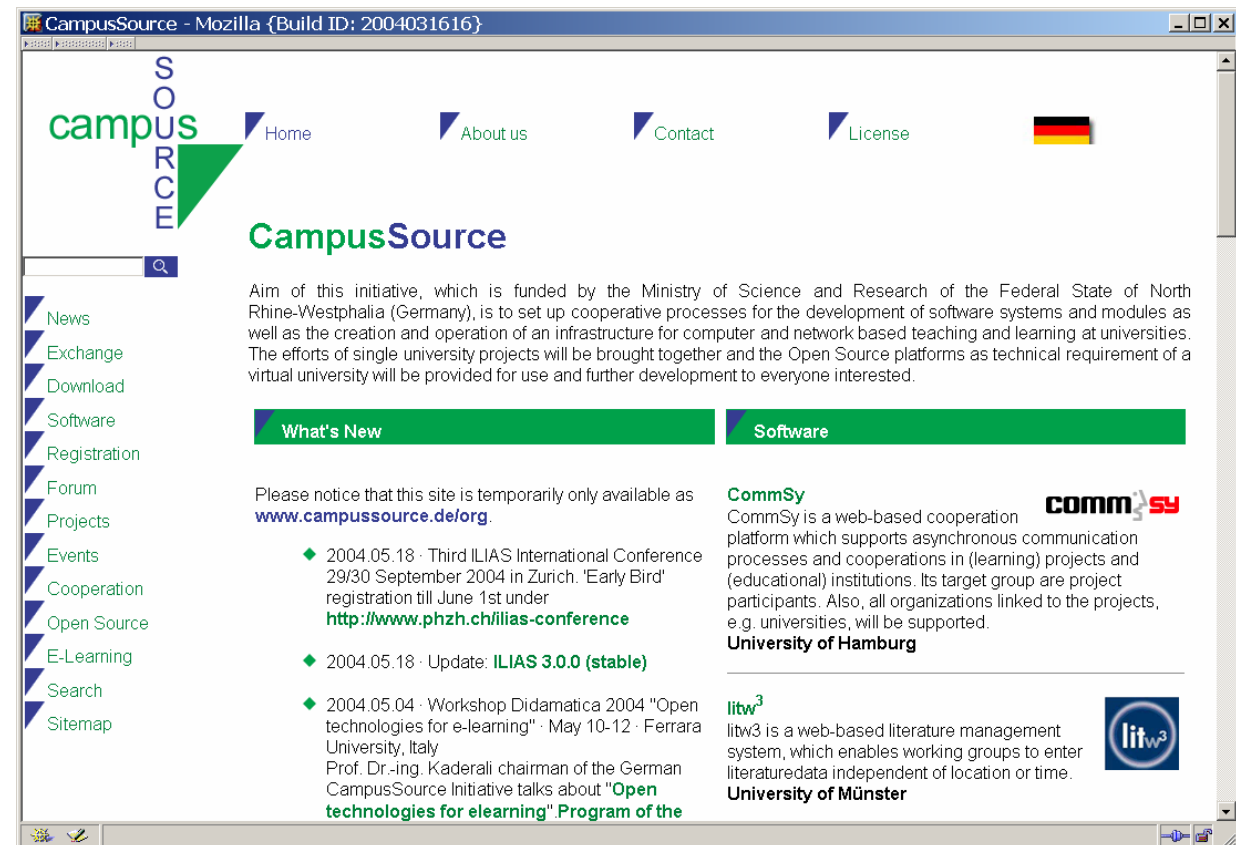 CampusSource - Mozilla {Build ID: 2004031616}
campus
SOURCE
Home
About us
Contact
License
CampusSource
Aim of this initiative, which is funded by the Ministry of Science and Research of the Federal State of North
Rhine-Westphalia (Germany), is to set up cooperative processes for the development of software systems and modules as
well as the creation and operation of an infrastructure for computer and network based teaching and learning at universities.
The efforts of single university projects will be brought together and the Open Source platforms as technical requirement of a
virtual university will be provided for use and further development to everyone interested.
News
Exchange
Download
Software
Registration
Forum
Projects
Events
Cooperation
Open Source
E-Learning
Search
Sitemap
What's New
Please notice that this site is temporarily only available as
www.campussource.de/org.
2004.05.18 · Third ILIAS International Conference
29/30 September 2004 in Zurich. 'Early Bird'
registration till June 1st under
http://www.phzh.ch/ilias-conference
2004.05.18 · Update: ILIAS 3.0.0 (stable)
2004.05.04 · Workshop Didamatica 2004 "Open
technologies for e-learning" · May 10-12 · Ferrara
University, Italy
Prof. Dr.-ing. Kaderali chairman of the German
CampusSource Initiative talks about "Open
technologies for elearning".Program of the
Software
CommSy
commsy
CommSy is a web-based cooperation
platform which supports asynchronous communication
processes and cooperations in (learning) projects and
(educational) institutions. Its target group are project
participants. Also, all organizations linked to the projects,
e.g. universities, will be supported.
University of Hamburg
litw³
litw³
litw3 is a web-based literature management
system, which enables working groups to enter
literaturedata independent of location or time.
University of Münster